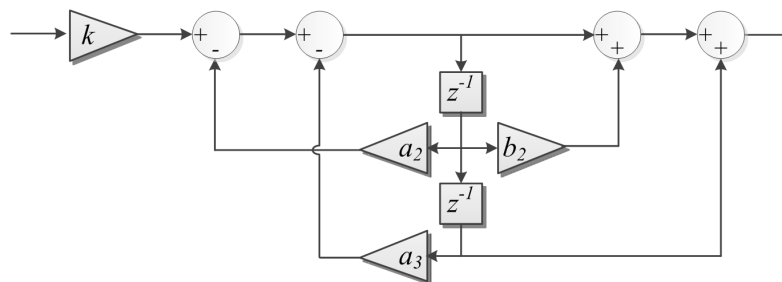 k + - + - + + + +
z⁻¹
a₂ b₂
z⁻¹
a₃